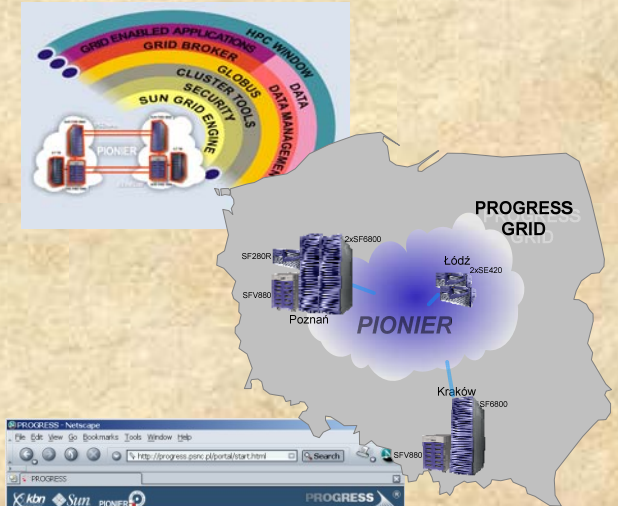 HPC WINDOW
GRID ENABLED APPLICATIONS
GRID BROKER
DATA
DATA MANAGEMEN
GLOBUS
CLUSTER TOOLS
SECURITY
SUN GRID ENGINE
PIONIER
PROGRESS
GRID
2xSF6800
SF280R
SFV880
Poznań
Łódź
2xSE420
PIONIER
Kraków
SF6800
SFV880
PROGRESS - Netscape
File Edit View Go Bookmarks Tools Window Help
http://progress.psnc.pl/portal/start.html
Search
PROGRESS
kbn Sun PIONIER
PROGRESS